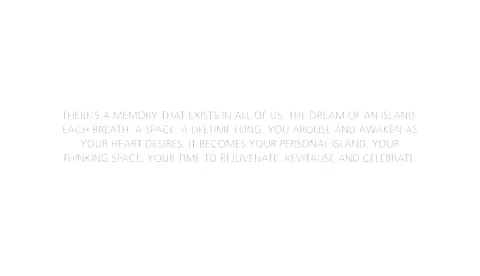 THERE'S A MEMORY THAT EXISTS IN ALL OF US. THE DREAM OF AN ISLAND.
EACH BREATH, A SPACE, A LIFETIME LONG. YOU AROUSE AND AWAKEN AS
YOUR HEART DESIRES. IT BECOMES YOUR PERSONAL ISLAND, YOUR
THINKING SPACE, YOUR TIME TO REJUVENATE, REVITALISE AND CELEBRATE.